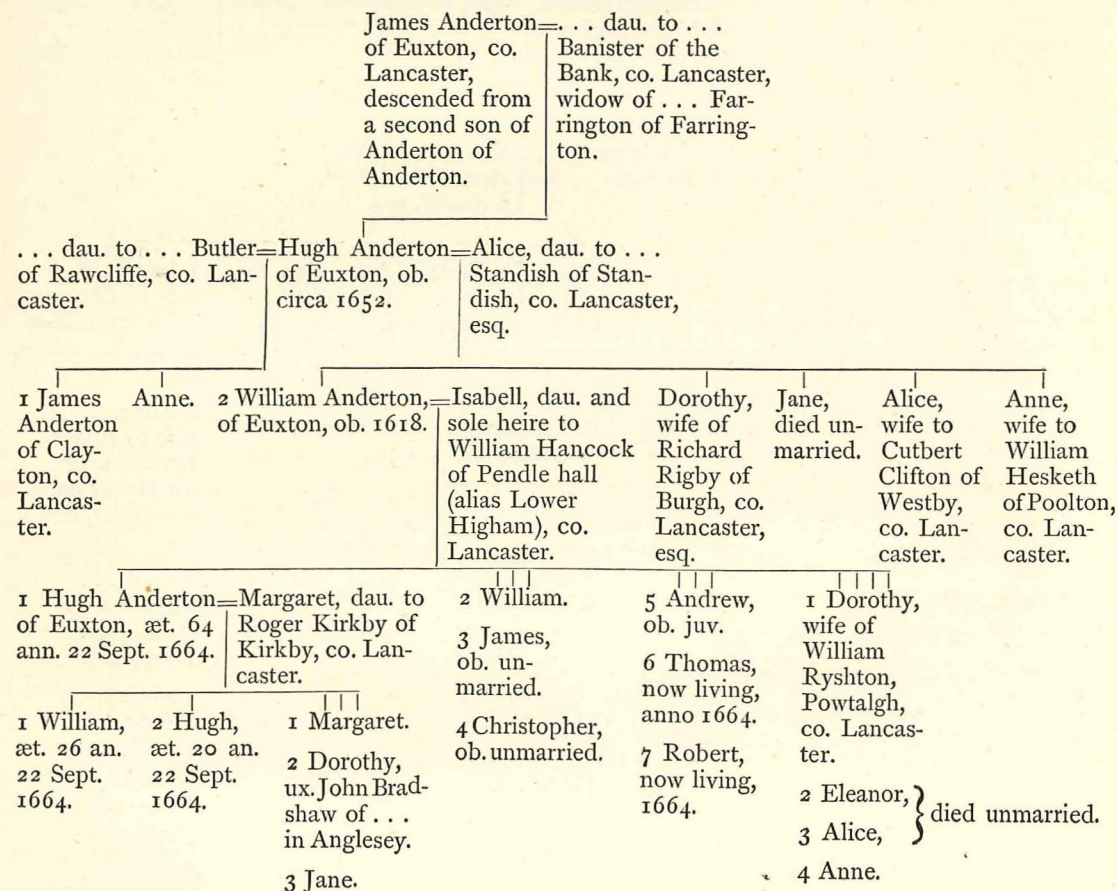 James Anderton=. . . dau. to . . .
of Euxton, co.
Lancaster,
descended from
a second son of
Anderton of
Anderton.
Banister of the
Bank, co. Lancaster,
widow of . . . Far-
rington of Farring-
ton.
. . . dau. to . . . Butler=Hugh Anderton=Alice, dau. to . . .
of Rawcliffe, co. Lan-
caster.
of Euxton, ob.
circa 1652.
Standish of Stan-
dish, co. Lancaster,
esq.
1 James
Anderton
of Clay-
ton, co.
Lancas-
ter.
Anne.
2 William Anderton,=Isabell, dau. and
of Euxton, ob. 1618.
sole heire to
William Hancock
of Pendle hall
(alias Lower
Higham), co.
Lancaster.
Dorothy,
wife of
Richard
Rigby of
Burgh, co.
Lancaster,
esq.
Jane,
died un-
married.
Alice,
wife to
Cutbert
Clifton of
Westby,
co. Lan-
caster.
Anne,
wife to
William
Hesketh
of Poolton,
co. Lan-
caster.
1 Hugh Anderton=Margaret, dau. to
of Euxton, æt. 64
ann. 22 Sept. 1664.
Roger Kirkby of
Kirkby, co. Lan-
caster.
2 William.
3 James,
ob. un-
married.
4 Christopher,
ob. unmarried.
5 Andrew,
ob. juv.
6 Thomas,
now living,
anno 1664.
7 Robert,
now living,
1664.
1 Dorothy,
wife of
William
Ryshton,
Powtalgh,
co. Lancas-
ter.
2 Eleanor,
3 Alice,
} died unmarried.
4 Anne.
1 William,
æt. 26 an.
22 Sept.
1664.
2 Hugh,
æt. 20 an.
22 Sept.
1664.
1 Margaret.
2 Dorothy,
ux. John Brad-
shaw of . . .
in Anglesey.
3 Jane.